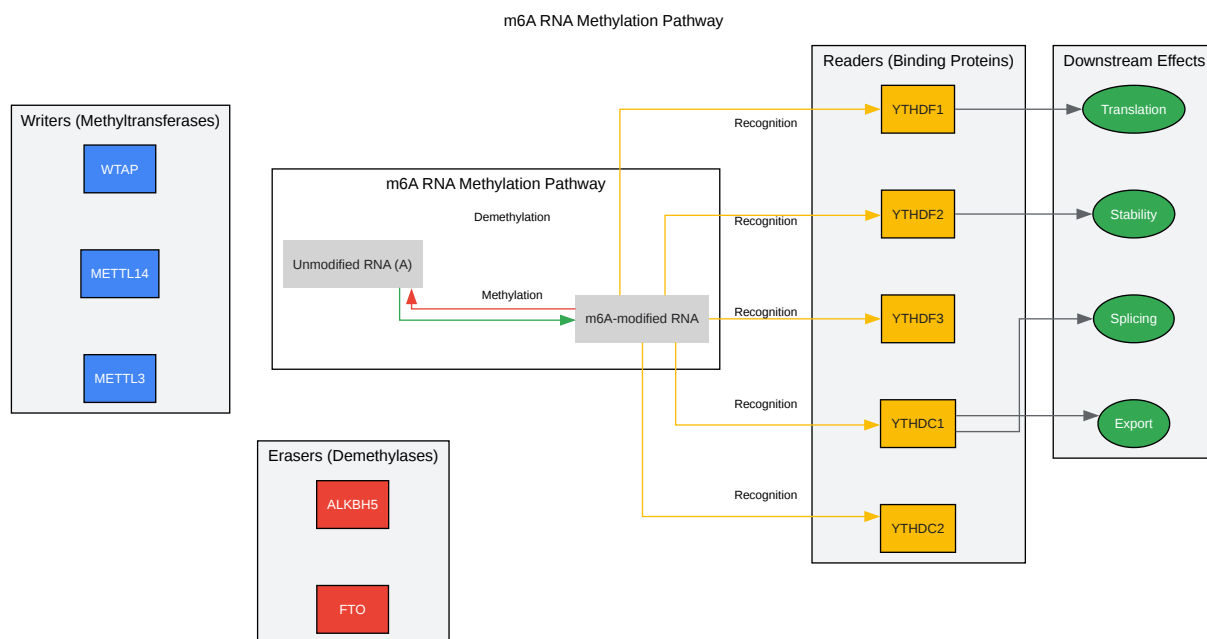 m6A RNA Methylation Pathway
Writers (Methyltransferases)
WTAP
METTL14
METTL3
Erasers (Demethylases)
ALKBH5
FTO
m6A RNA Methylation Pathway
Demethylation
Unmodified RNA (A)
Methylation
m6A-modified RNA
Recognition
Recognition
Recognition
Recognition
Recognition
Readers (Binding Proteins)
YTHDF1
YTHDF2
YTHDF3
YTHDC1
YTHDC2
Downstream Effects
Translation
Stability
Splicing
Export